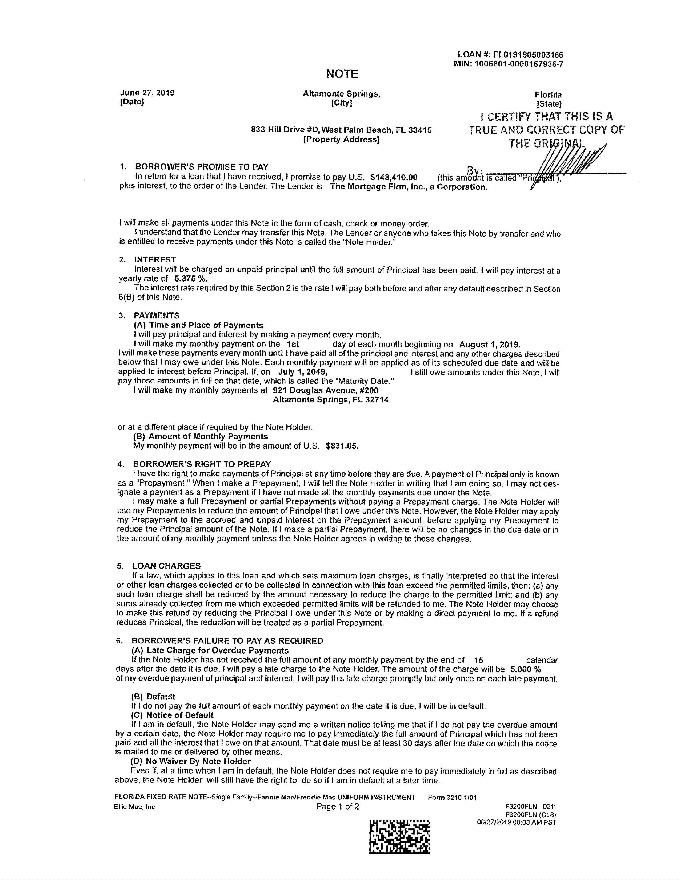 LOAN #: FL0191905003166
MIN: 1006801-0000167936-7
NOTE
June 27, 2019 Altamonte Springs, Florida
[Date] [City] [State]
I CERTIFY THAT THIS IS A
TRUE AND CORRECT COPY OF
THE ORIGINAL
By:
833 Hill Drive #D, West Palm Beach, FL 33415
[Property Address]
1. BORROWER'S PROMISE TO PAY
In return for a loan that I have received, I promise to pay U.S. $148,410.00 (this amount is called "Principal"),
plus interest, to the order of the Lender. The Lender is The Mortgage Firm, Inc., a Corporation.
I will make all payments under this Note in the form of cash, check or money order.
I understand that the Lender may transfer this Note. The Lender or anyone who takes this Note by transfer and who
is entitled to receive payments under this Note is called the "Note Holder."
2. INTEREST
Interest will be charged on unpaid principal until the full amount of Principal has been paid. I will pay interest at a
yearly rate of 5.375 %.
The interest rate required by this Section 2 is the rate I will pay both before and after any default described in Section
6(B) of this Note.
3. PAYMENTS
(A) Time and Place of Payments
I will pay principal and interest by making a payment every month.
I will make my monthly payment on the 1st day of each month beginning on August 1, 2019.
I will make these payments every month until I have paid all of the principal and interest and any other charges described
below that I may owe under this Note. Each monthly payment will be applied as of its scheduled due date and will be
applied to interest before Principal. If, on July 1, 2049, I still owe amounts under this Note, I will
pay those amounts in full on that date, which is called the "Maturity Date."
I will make my monthly payments at 921 Douglas Avenue, #200
Altamonte Springs, FL 32714
or at a different place if required by the Note Holder.
(B) Amount of Monthly Payments
My monthly payment will be in the amount of U.S. $831.05.
4. BORROWER'S RIGHT TO PREPAY
I have the right to make payments of Principal at any time before they are due. A payment of Principal only is known
as a "Prepayment." When I make a Prepayment, I will tell the Note Holder in writing that I am doing so. I may not des-
ignate a payment as a Prepayment if I have not made all the monthly payments due under the Note.
I may make a full Prepayment or partial Prepayments without paying a Prepayment charge. The Note Holder will
use my Prepayments to reduce the amount of Principal that I owe under this Note. However, the Note Holder may apply
my Prepayment to the accrued and unpaid interest on the Prepayment amount, before applying my Prepayment to
reduce the Principal amount of the Note. If I make a partial Prepayment, there will be no changes in the due date or in
the amount of my monthly payment unless the Note Holder agrees in writing to those changes.
5. LOAN CHARGES
If a law, which applies to this loan and which sets maximum loan charges, is finally interpreted so that the interest
or other loan charges collected or to be collected in connection with this loan exceed the permitted limits, then: (a) any
such loan charge shall be reduced by the amount necessary to reduce the charge to the permitted limit; and (b) any
sums already collected from me which exceeded permitted limits will be refunded to me. The Note Holder may choose
to make this refund by reducing the Principal I owe under this Note or by making a direct payment to me. If a refund
reduces Principal, the reduction will be treated as a partial Prepayment.
6. BORROWER'S FAILURE TO PAY AS REQUIRED
(A) Late Charge for Overdue Payments
If the Note Holder has not received the full amount of any monthly payment by the end of 15 calendar
days after the date it is due, I will pay a late charge to the Note Holder. The amount of the charge will be 5.000 %
of my overdue payment of principal and interest. I will pay this late charge promptly but only once on each late payment.
(B) Default
If I do not pay the full amount of each monthly payment on the date it is due, I will be in default.
(C) Notice of Default
If I am in default, the Note Holder may send me a written notice telling me that if I do not pay the overdue amount
by a certain date, the Note Holder may require me to pay immediately the full amount of Principal which has not been
paid and all the interest that I owe on that amount. That date must be at least 30 days after the date on which the notice
is mailed to me or delivered by other means.
(D) No Waiver By Note Holder
Even if, at a time when I am in default, the Note Holder does not require me to pay immediately in full as described
above, the Note Holder will still have the right to do so if I am in default at a later time.
FLORIDA FIXED RATE NOTE--Single Family--Fannie Mae/Freddie Mac UNIFORM INSTRUMENT Form 3210 1/01
Ellie Mae, Inc. Page 1 of 2
F3200FLN
F3200FLN (CLS)
06/27/2019 AM PST